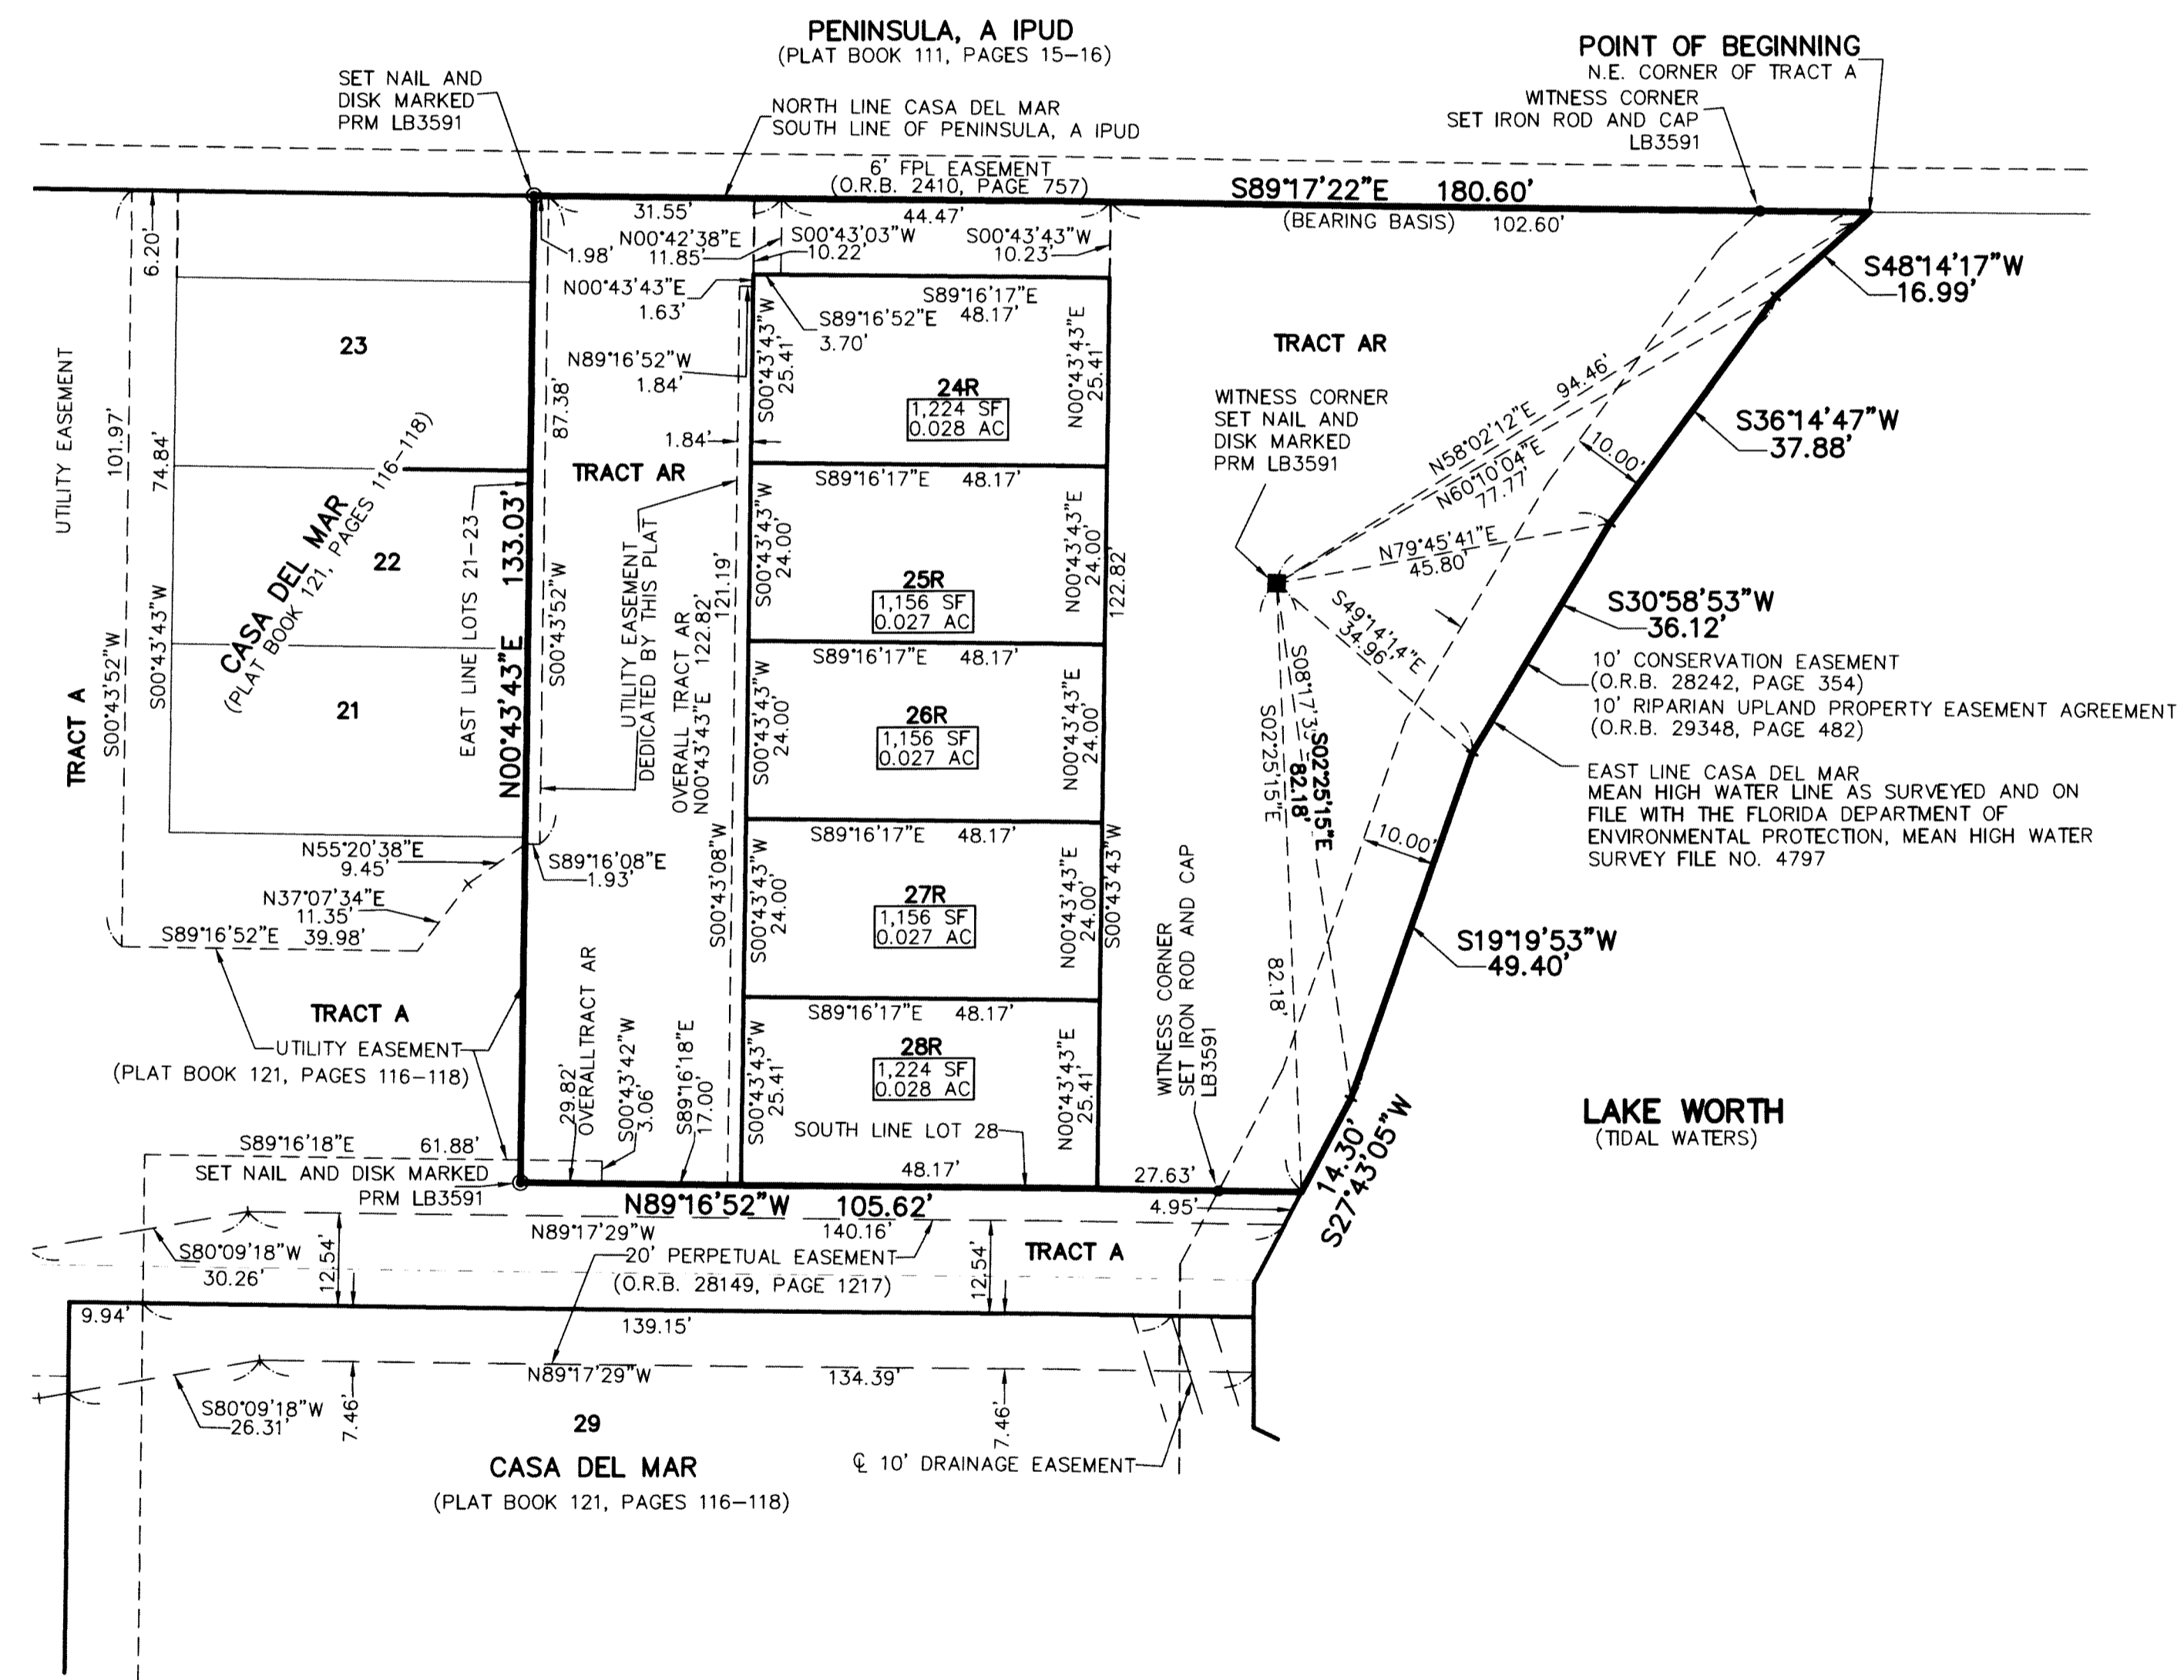 PENINSULA, A IPUD
(PLAT BOOK 111, PAGES 15-16)
POINT OF BEGINNING
N.E. CORNER OF TRACT A
WITNESS CORNER
SET IRON ROD AND CAP
LB3591
SET NAIL AND
DISK MARKED
PRM LB3591
NORTH LINE CASA DEL MAR
SOUTH LINE OF PENINSULA, A IPUD
6' FPL EASEMENT
(O.R.B. 2410, PAGE 757)
S89°17'22"E 180.60'
(BEARING BASIS) 102.60'
31.55'
44.47'
6.20'
1.98'
N00°42'38"E
11.85'
S00°43'03"W
10.22'
S00°43'43"W
10.23'
S48°14'17"W
16.99'
N00°43'43"E
1.63'
S89°16'52"E
3.70'
S89°16'17"E
48.17'
N89°16'52"W
1.84'
1.84'
S00°43'43"W
25.41'
24R
1,224 SF
0.028 AC
N00°43'43"E
25.41'
TRACT AR
WITNESS CORNER
SET NAIL AND
DISK MARKED
PRM LB3591
N58°02'12"E 94.46'
N60°10'04"E
77.77'
N79°45'41"E
45.80'
S49°14'14"E
34.96'
10.00'
S36°14'47"W
37.88'
S30°58'53"W
36.12'
10' CONSERVATION EASEMENT
(O.R.B. 28242, PAGE 354)
10' RIPARIAN UPLAND PROPERTY EASEMENT AGREEMENT
(O.R.B. 29348, PAGE 482)
EAST LINE CASA DEL MAR
MEAN HIGH WATER LINE AS SURVEYED AND ON
FILE WITH THE FLORIDA DEPARTMENT OF
ENVIRONMENTAL PROTECTION, MEAN HIGH WATER
SURVEY FILE NO. 4797
10.00'
S19°19'53"W
49.40'
S02°25'15"E
82.18'
S02°25'15"E
82.18'
UTILITY EASEMENT
101.97'
S00°43'52"W
74.84'
S00°43'43"W
TRACT A
23
22
21
CASA DEL MAR
(PLAT BOOK 121, PAGES 116-118)
EAST LINE LOTS 21-23
N00°43'43"E 133.03'
87.38'
S00°43'52"W
TRACT AR
UTILITY EASEMENT
DEDICATED BY THIS PLAT
OVERALL TRACT AR
N00°43'43"E 122.82'
121.19'
S00°43'08"W
S89°16'17"E 48.17'
S00°43'43"W
24.00'
25R
1,156 SF
0.027 AC
N00°43'43"E
24.00'
122.82'
S00°43'43"W
S89°16'17"E 48.17'
S00°43'43"W
24.00'
26R
1,156 SF
0.027 AC
N00°43'43"E
24.00'
S89°16'17"E 48.17'
S00°43'43"W
24.00'
27R
1,156 SF
0.027 AC
N00°43'43"E
24.00'
S89°16'17"E 48.17'
S00°43'43"W
25.41'
28R
1,224 SF
0.028 AC
N00°43'43"E
25.41'
SOUTH LINE LOT 28
48.17'
N55°20'38"E
9.45'
S89°16'08"E
1.93'
N37°07'34"E
11.35'
S89°16'52"E 39.98'
TRACT A
UTILITY EASEMENT
(PLAT BOOK 121, PAGES 116-118)
29.82'
OVERALL TRACT AR
S00°43'42"W
3.06'
S89°16'18"E
17.00'
WITNESS CORNER
SET IRON ROD AND CAP
LB3591
27.63'
4.95'
14.30'
S27°43'05"W
LAKE WORTH
(TIDAL WATERS)
S89°16'18"E 61.88'
SET NAIL AND DISK MARKED
PRM LB3591
N89°16'52"W 105.62'
N89°17'29"W 140.16'
20' PERPETUAL EASEMENT
(O.R.B. 28149, PAGE 1217)
TRACT A
S80°09'18"W
30.26'
12.54'
12.54'
9.94'
139.15'
N89°17'29"W 134.39'
S80°09'18"W
26.31'
7.46'
7.46'
29
CASA DEL MAR
(PLAT BOOK 121, PAGES 116-118)
℄ 10' DRAINAGE EASEMENT